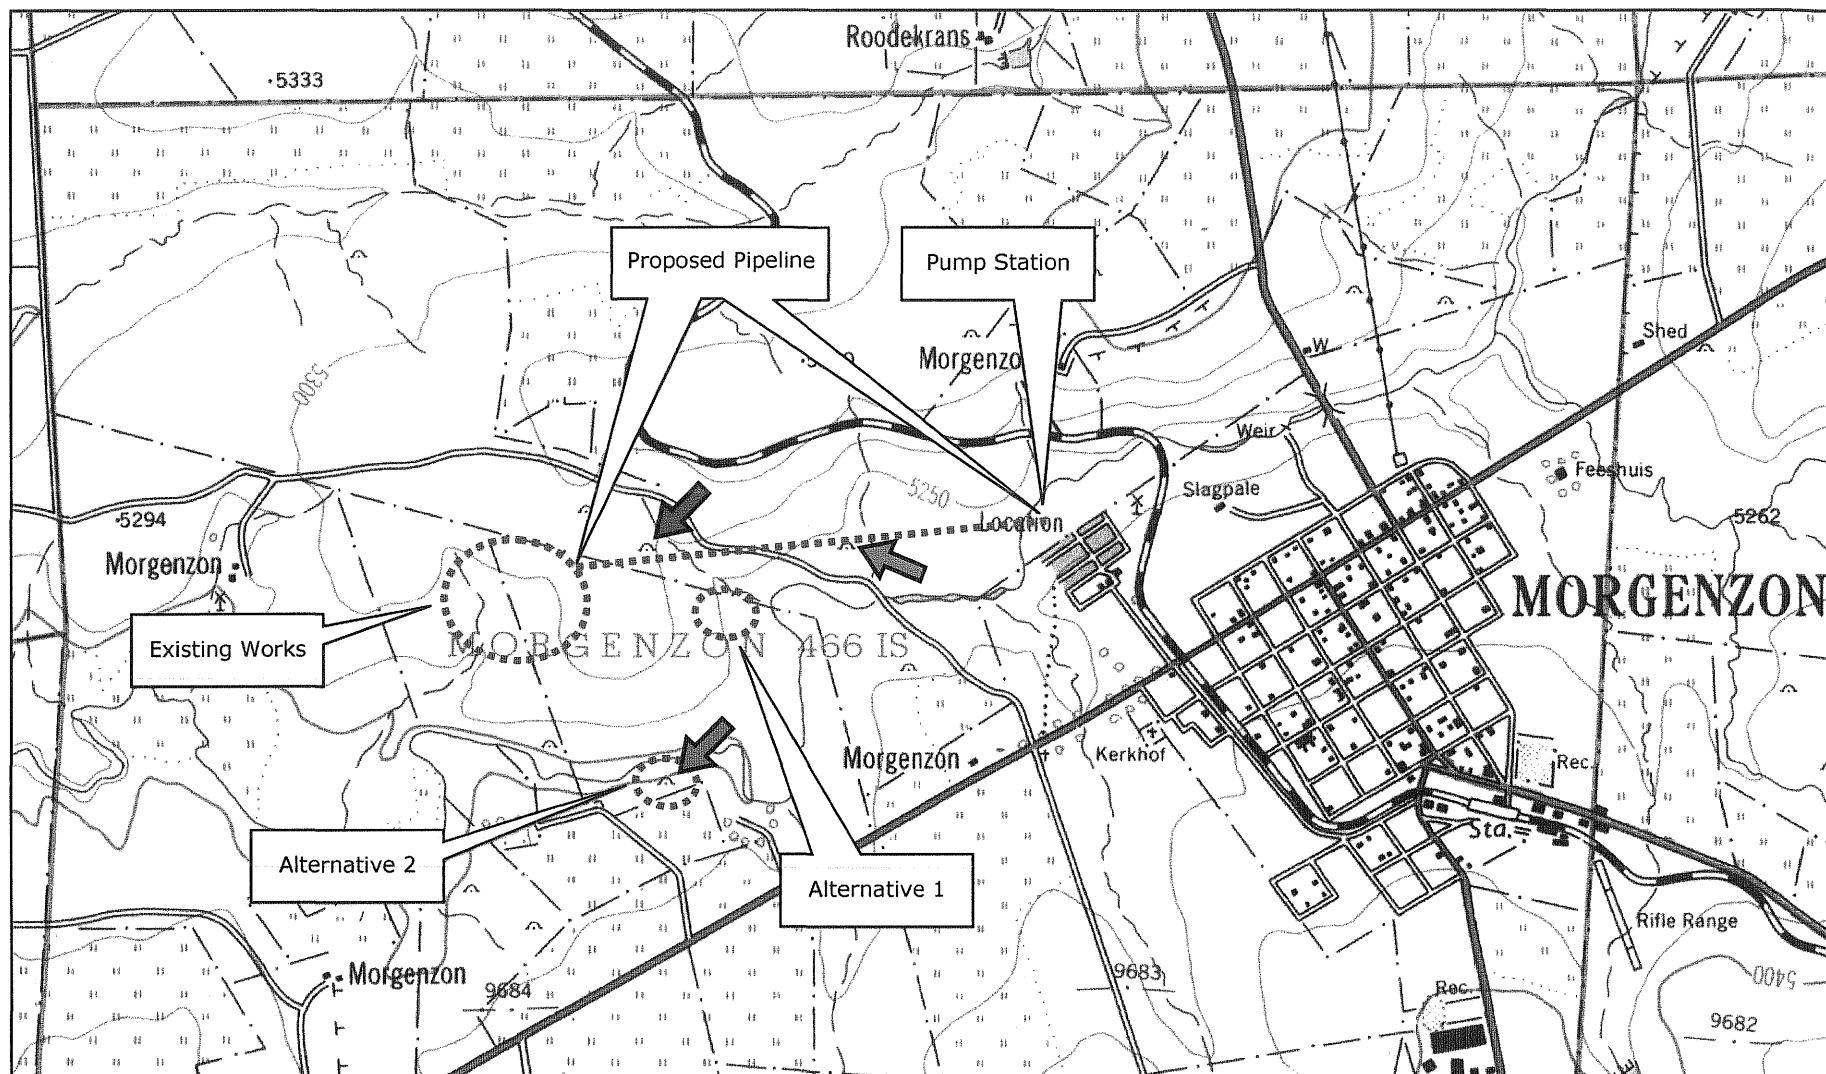 Roodekrans
5333
Proposed Pipeline
Pump Station
Shed
W
Morgenzo
5300
Weir
Feeshuis
5250
Slagpale
5294
Location
5262
Morgenzon
MORGENZON
Existing Works
MORGENZON 466 IS
Morgenzon
Kerkhof
Rec.
Sta.
Alternative 2
Alternative 1
Rifle Range
Morgenzon
9684
9683
5400
Rec.
9682